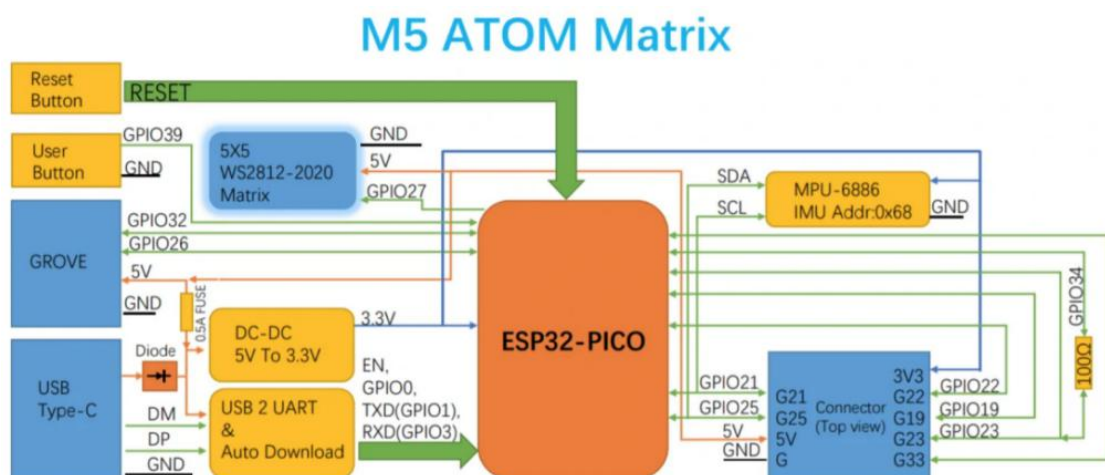 M5 ATOM Matrix
Reset
Button
RESET
User
Button
GPIO39
GND
5X5
WS2812-2020
Matrix
GND
5V
GPIO27
GROVE
GPIO32
GPIO26
5V
GND
0.5A FUSE
DC-DC
5V To 3.3V
3.3V
USB
Type-C
Diode
DM
DP
GND
USB 2 UART
&
Auto Download
EN,
GPIO0,
TXD(GPIO1),
RXD(GPIO3)
ESP32-PICO
SDA
SCL
MPU-6886
IMU Addr:0x68
GND
GPIO34
100Ω
GPIO21
GPIO25
5V
GND
G21
G25
5V
G
Connector
(Top view)
3V3
G22
G19
G23
G33
GPIO22
GPIO19
GPIO23